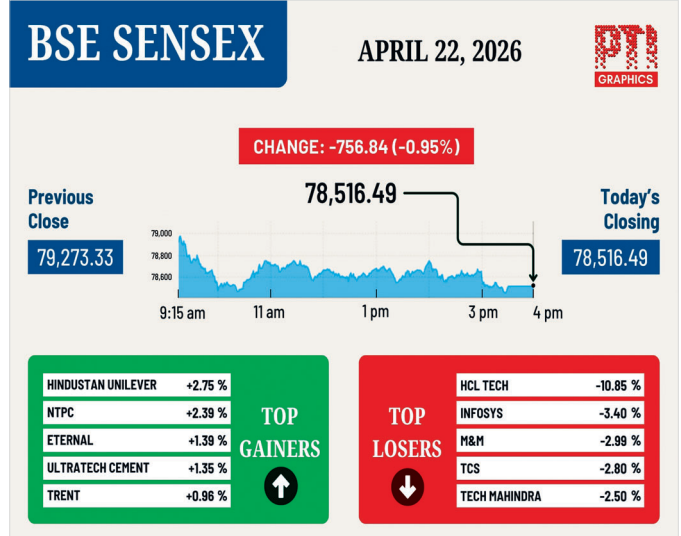 BSE SENSEX
APRIL 22, 2026
PTI
GRAPHICS
CHANGE: -756.84 (-0.95%)
Previous
Close
79,273.33
78,516.49
Today's
Closing
78,516.49
79,000
78,800
78,600
9:15 am 11 am 1 pm 3 pm 4 pm
HINDUSTAN UNILEVER +2.75 %
NTPC +2.39 %
ETERNAL +1.39 %
ULTRATECH CEMENT +1.35 %
TRENT +0.96 %
TOP
GAINERS
TOP
LOSERS
HCL TECH -10.85 %
INFOSYS -3.40 %
M&M -2.99 %
TCS -2.80 %
TECH MAHINDRA -2.50 %